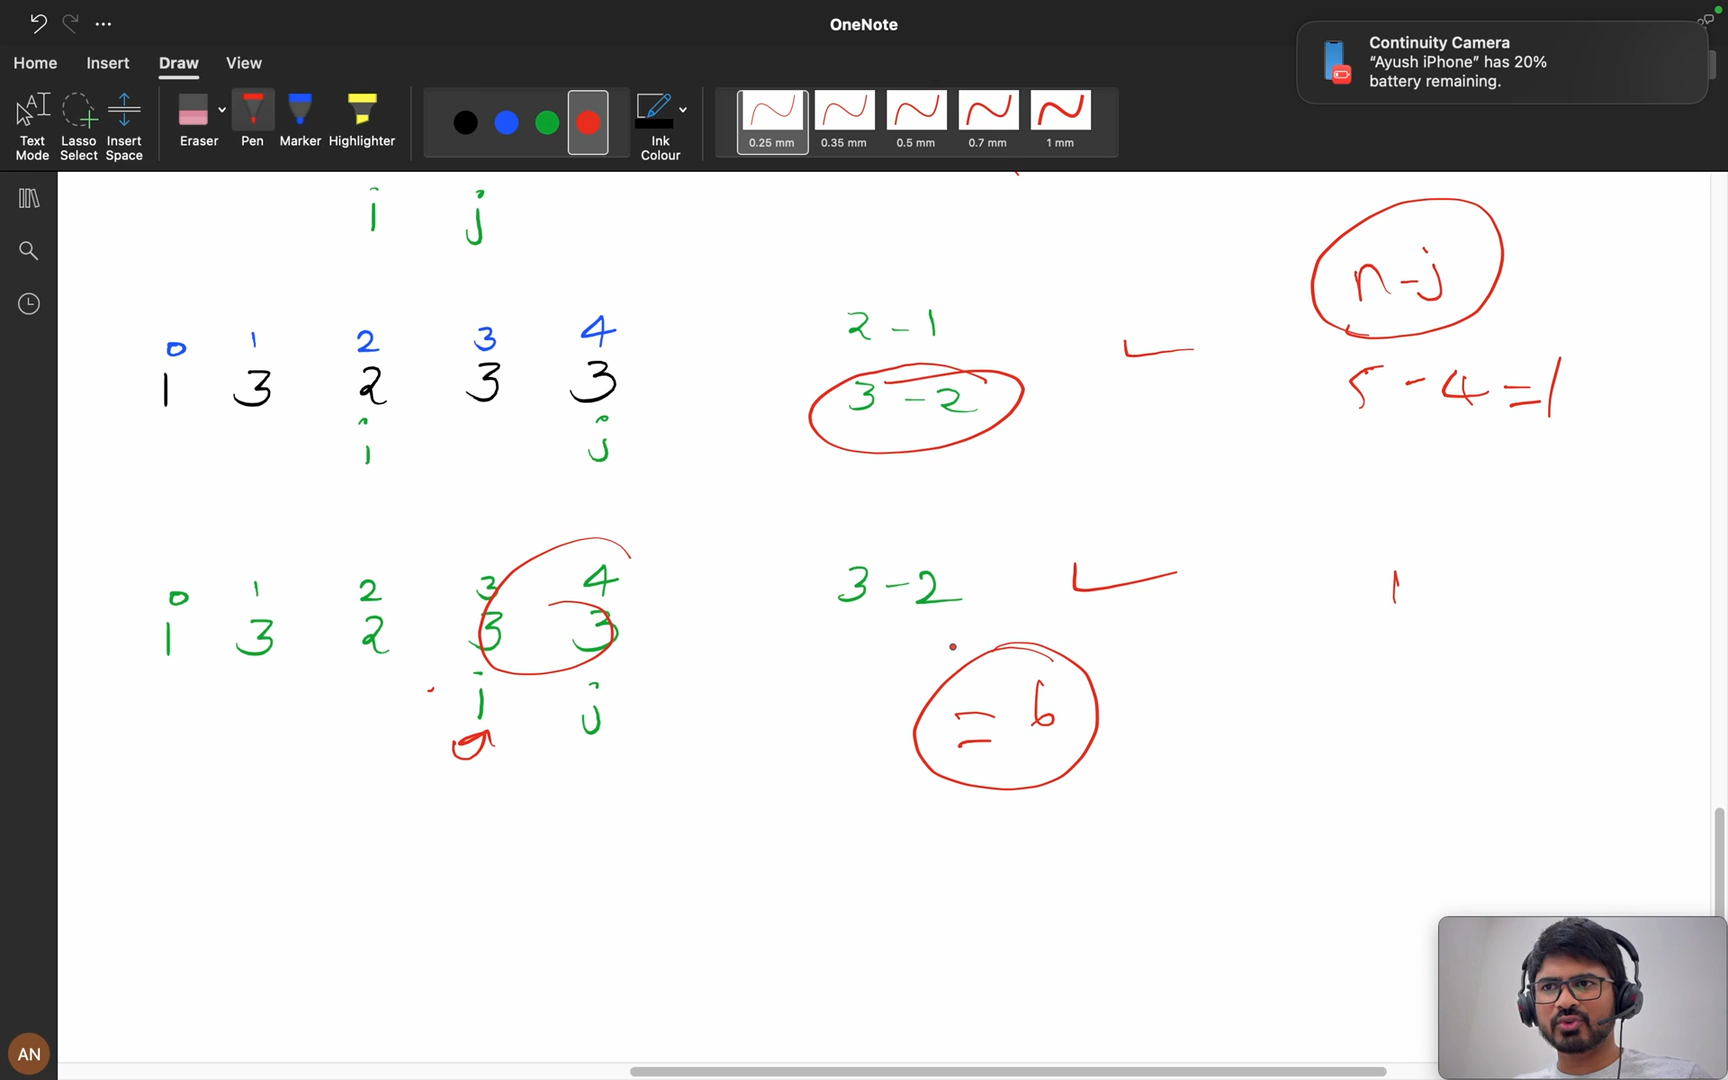 OneNote
Continuity Camera
“Ayush iPhone” has 20%
battery remaining.
Home Insert Draw View
Text Mode
Lasso Select
Insert Space
Eraser
Pen
Marker
Highlighter
Ink Colour
0.25 mm
0.35 mm
0.5 mm
0.7 mm
1 mm
i j
n-j
0 1 2 3 4
1 3 2 3 3
i j
2 - 1
3 - 2
5 - 4 = 1
0 1 2 3 4
1 3 2 3 3
i j
3 - 2
1
= 6
AN